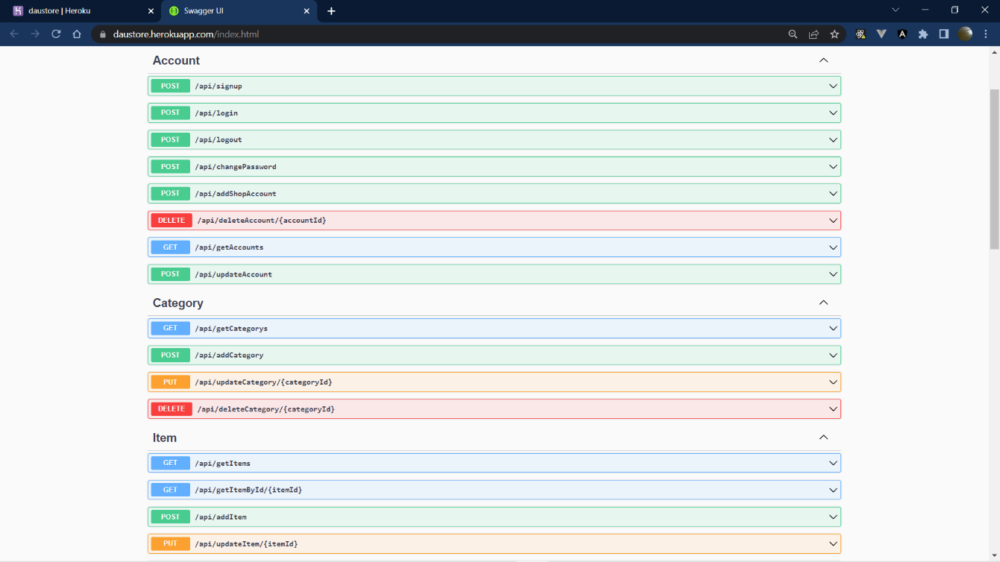 daustore | Heroku
Swagger UI
daustore.herokuapp.com/index.html
Account
POST /api/signup
POST /api/login
POST /api/logout
POST /api/changePassword
POST /api/addShopAccount
DELETE /api/deleteAccount/{accountId}
GET /api/getAccounts
POST /api/updateAccount
Category
GET /api/getCategorys
POST /api/addCategory
PUT /api/updateCategory/{categoryId}
DELETE /api/deleteCategory/{categoryId}
Item
GET /api/getItems
GET /api/getItemById/{itemId}
POST /api/addItem
PUT /api/updateItem/{itemId}